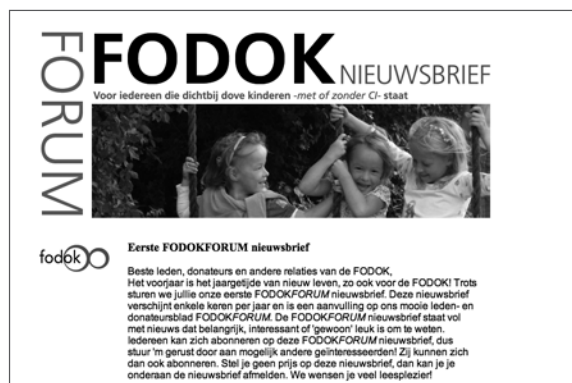 FORUM
FODOK NIEUWSBRIEF
Voor iedereen die dichtbij dove kinderen -met of zonder CI- staat
fodok
Eerste FODOKFORUM nieuwsbrief
Beste leden, donateurs en andere relaties van de FODOK,
Het voorjaar is het jaargetijde van nieuw leven, zo ook voor de FODOK! Trots
sturen we jullie onze eerste FODOKFORUM nieuwsbrief. Deze nieuwsbrief
verschijnt enkele keren per jaar en is een aanvulling op ons mooie leden- en
donateursblad FODOKFORUM. De FODOKFORUM nieuwsbrief staat vol
met nieuws dat belangrijk, interessant of 'gewoon' leuk is om te weten.
Iedereen kan zich abonneren op deze FODOKFORUM nieuwsbrief, dus
stuur 'm gerust door aan mogelijk andere geïnteresseerden! Zij kunnen zich
dan ook abonneren. Stel je geen prijs op deze nieuwsbrief, dan kan je je
onderaan de nieuwsbrief afmelden. We wensen je veel leesplezier!